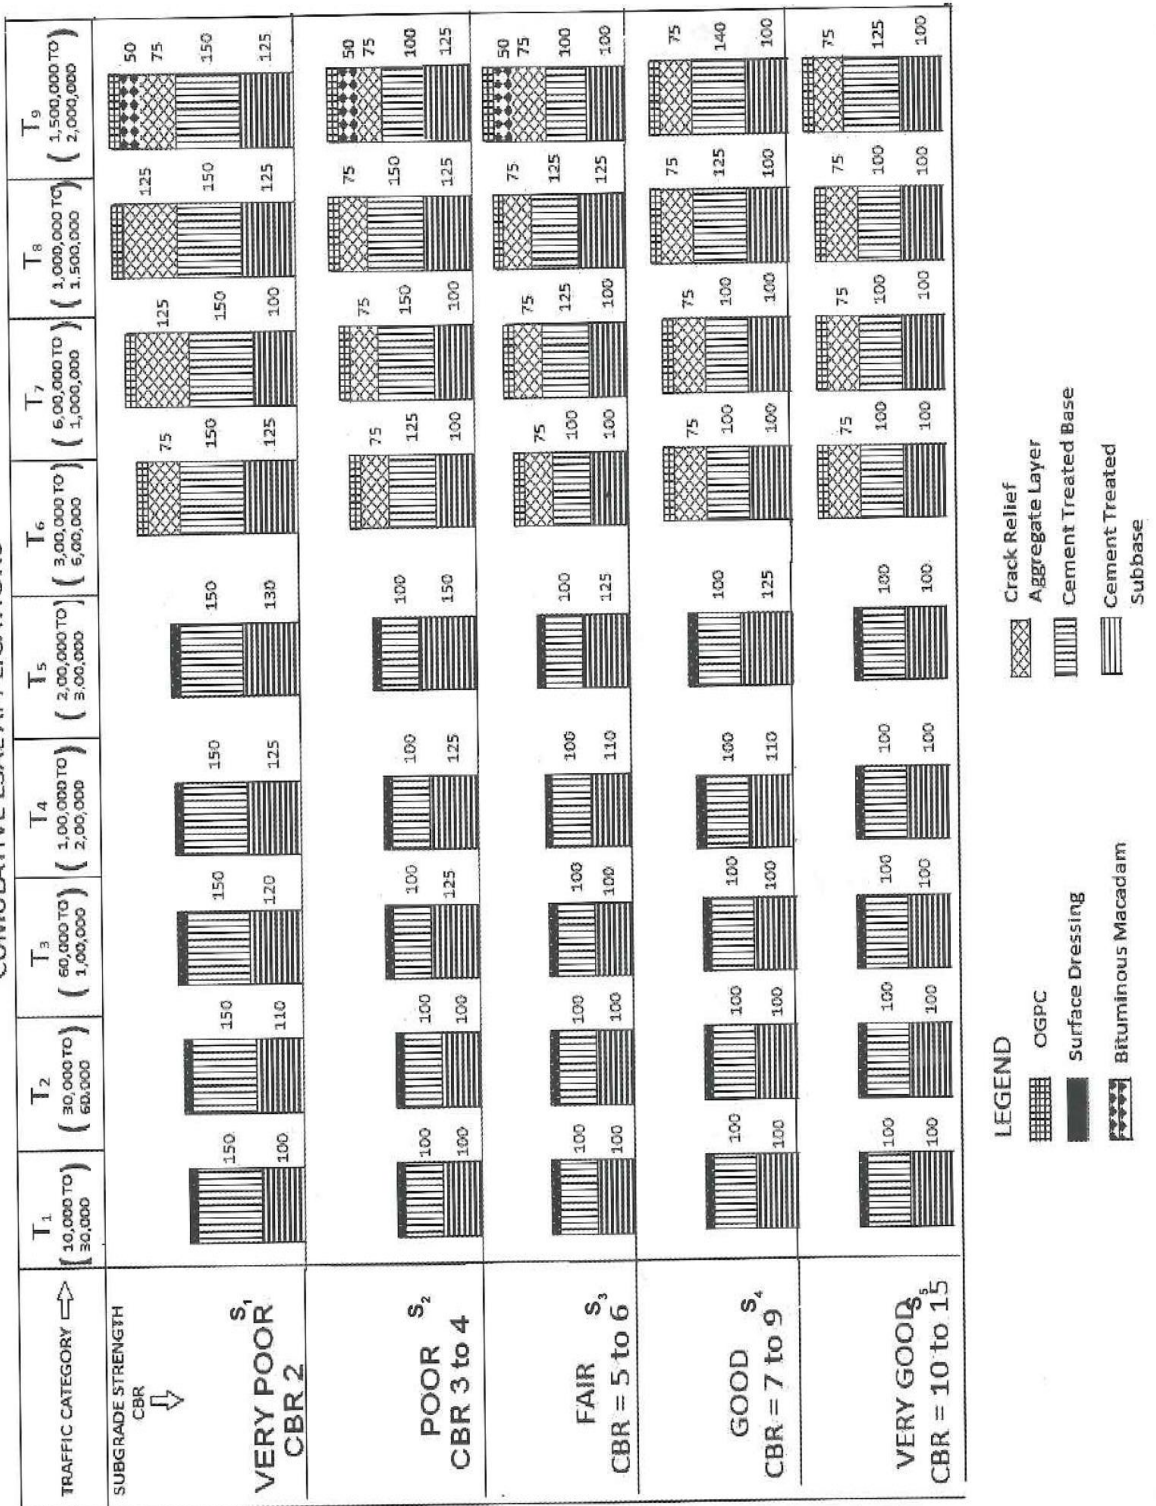 CUMULATIVE ESAL APPLICATIONS
TRAFFIC CATEGORY ⇨
T1
(10,000 TO
30,000)
T2
(30,000 TO
60,000)
T3
(60,000 TO
1,00,000)
T4
(1,00,000 TO
2,00,000)
T5
(2,00,000 TO
3,00,000)
T6
(3,00,000 TO
6,00,000)
T7
(6,00,000 TO
1,000,000)
T8
(1,000,000 TO
1,500,000)
T9
(1,500,000 TO
2,000,000)
SUBGRADE STRENGTH
CBR
S1
VERY POOR
CBR 2
150
100
150
110
150
120
150
125
150
130
75
150
125
125
150
100
125
150
125
50
75
150
125
S2
POOR
CBR 3 to 4
100
100
100
100
100
125
100
125
100
150
75
125
100
75
150
100
75
150
125
50
75
100
125
S3
FAIR
CBR = 5 to 6
100
100
100
100
100
100
100
110
100
125
75
100
100
75
125
100
75
125
125
50
75
100
100
S4
GOOD
CBR = 7 to 9
100
100
100
100
100
100
100
110
100
125
75
100
100
75
100
100
75
125
100
75
140
100
S5
VERY GOOD
CBR = 10 to 15
100
100
100
100
100
100
100
100
100
100
75
100
100
75
100
100
75
100
100
75
125
100
LEGEND
OGPC
Surface Dressing
Bituminous Macadam
Crack Relief
Aggregate Layer
Cement Treated Base
Cement Treated
Subbase